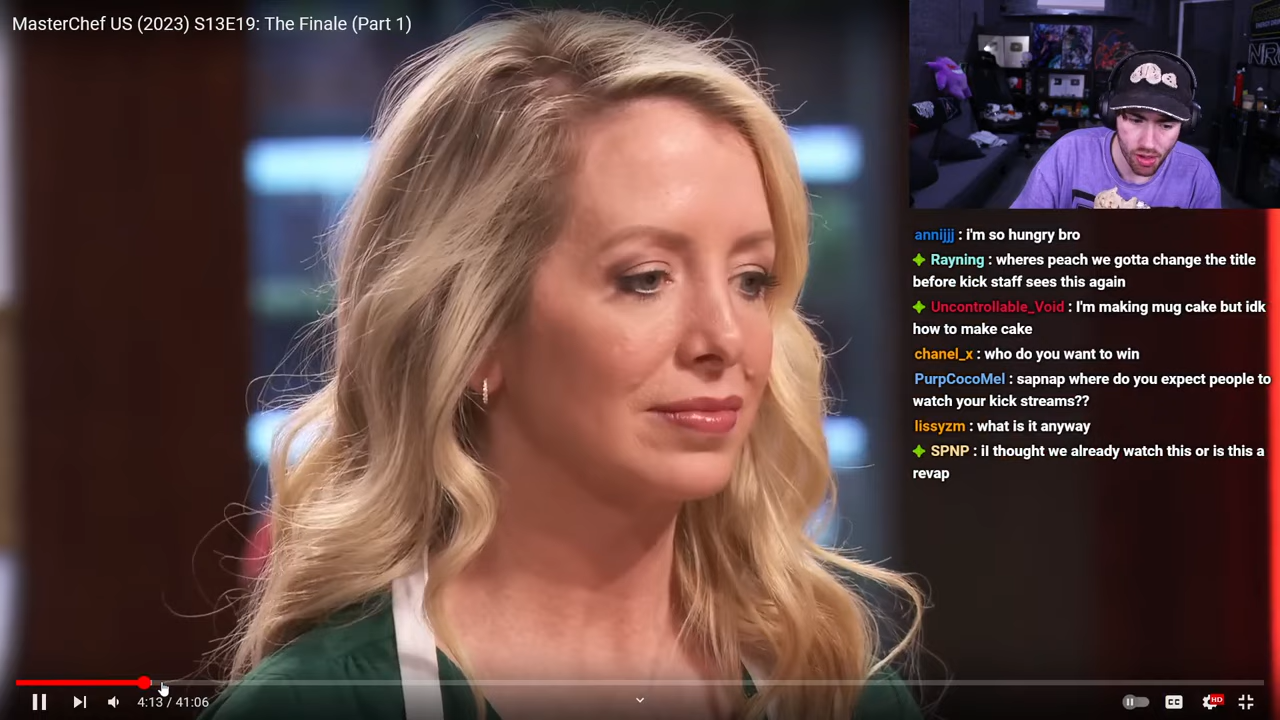 MasterChef US (2023) S13E19: The Finale (Part 1)
annijjj : i'm so hungry bro
Rayning : wheres peach we gotta change the title
before kick staff sees this again
Uncontrollable_Void : I'm making mug cake but idk
how to make cake
chanel_x : who do you want to win
PurpCocoMel : sapnap where do you expect people to
watch your kick streams??
lissyzm : what is it anyway
SPNP : iI thought we already watch this or is this a
revap
4:13 / 41:06
CC
HD